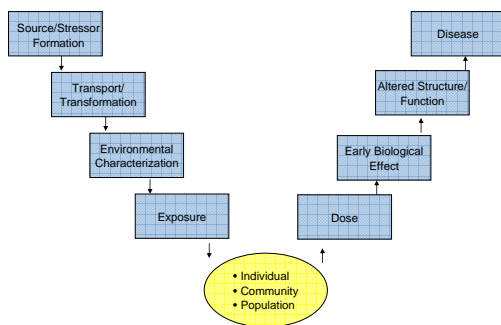 Source/Stressor
Formation
Transport/
Transformation
Environmental
Characterization
Exposure
• Individual
• Community
• Population
Dose
Early Biological
Effect
Altered Structure/
Function
Disease